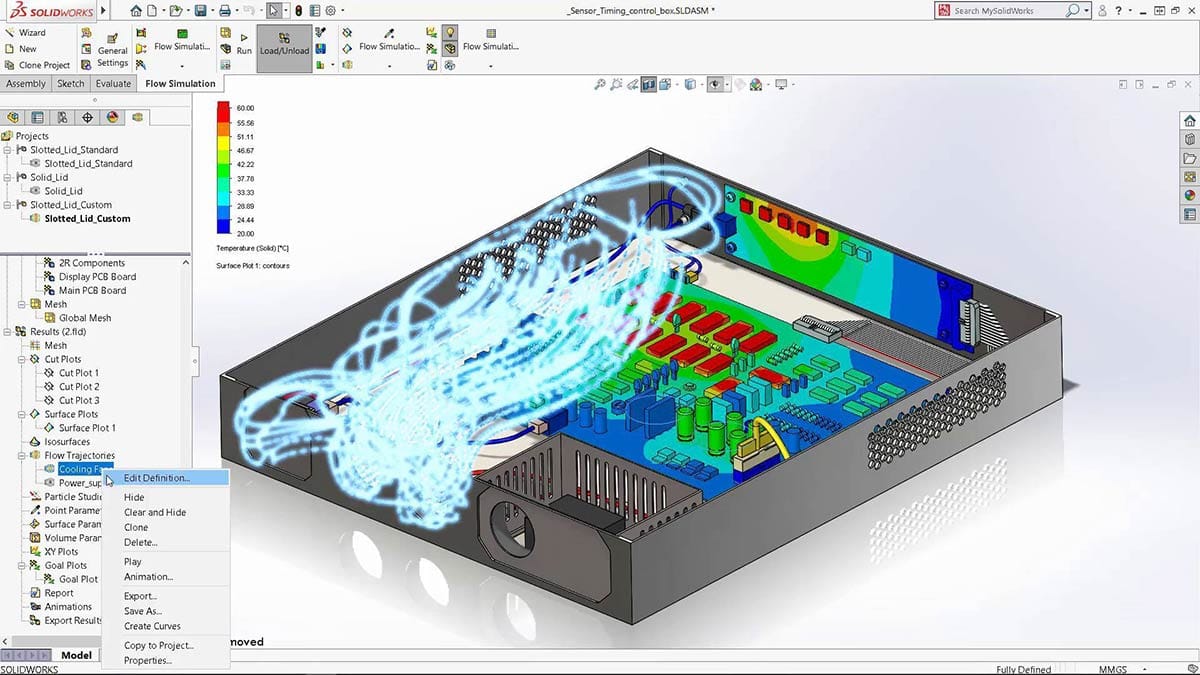 SOLIDWORKS
_Sensor_Timing_control_box.SLDASM *
Search MySolidWorks
Wizard
New
Clone Project
General
Settings
Flow Simulati...
Run
Load/Unload
Flow Simulatio...
Flow Simulati...
Assembly
Sketch
Evaluate
Flow Simulation
Projects
Slotted_Lid_Standard
Slotted_Lid_Standard
Solid_Lid
Solid_Lid
Slotted_Lid_Custom
Slotted_Lid_Custom
2R Components
Display PCB Board
Main PCB Board
Mesh
Global Mesh
Results (2.fld)
Mesh
Cut Plots
Cut Plot 1
Cut Plot 2
Cut Plot 3
Surface Plots
Surface Plot 1
Isosurfaces
Flow Trajectories
Cooling Fa
Power_sup
Particle Studi
Point Parame
Surface Param
Volume Paran
XY Plots
Goal Plots
Goal Plot
Report
Animations
Export Results
Edit Definition...
Hide
Clear and Hide
Clone
Delete...
Play
Animation...
Export...
Save As...
Create Curves
Copy to Project...
Properties...
60.00
55.56
51.11
46.67
42.22
37.78
33.33
28.89
24.44
20.00
Temperature (Solid) [°C]
Surface Plot 1: contours
moved
Model
SOLIDWORKS
Fully Defined
MMGS